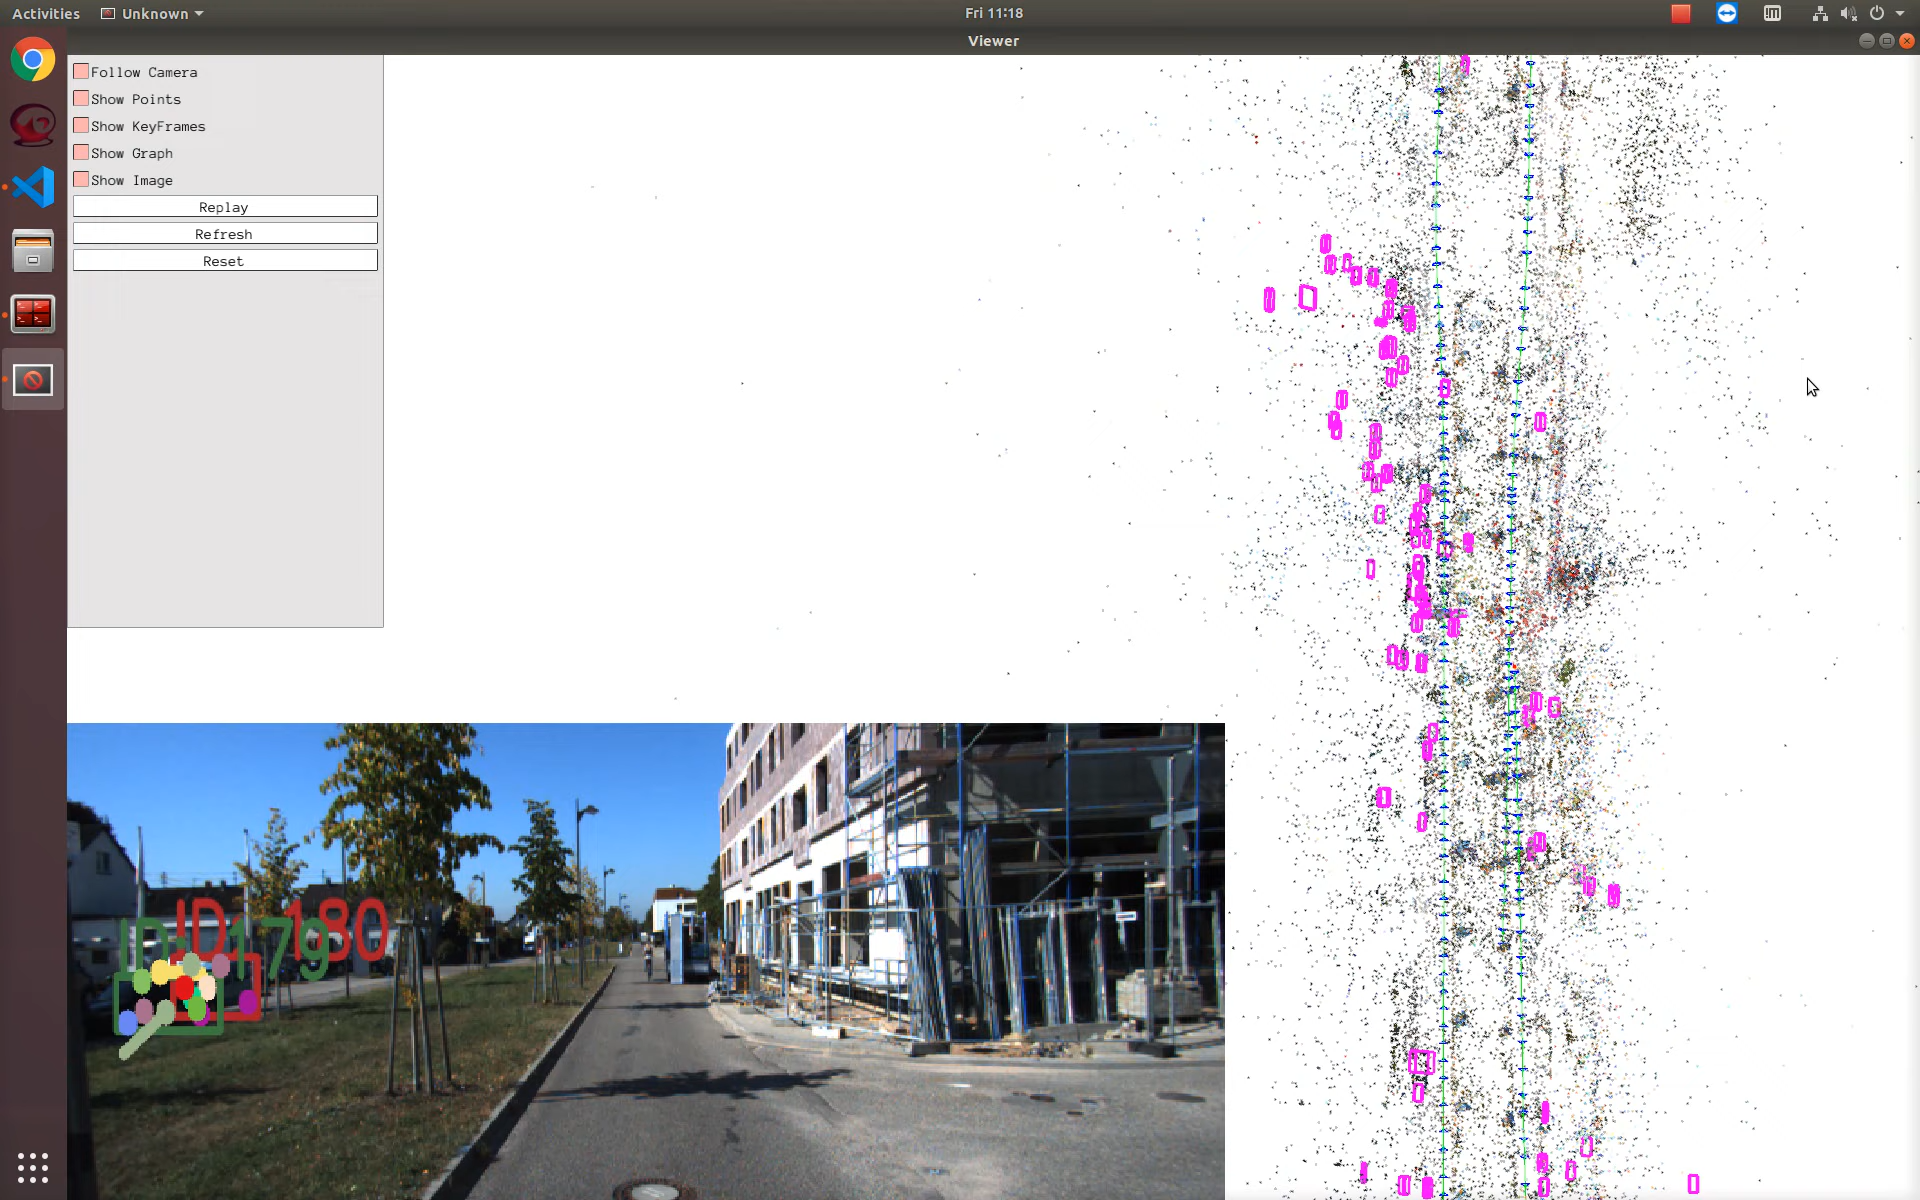 Activities
Unknown
Fri 11:18
Viewer
Follow Camera
Show Points
Show KeyFrames
Show Graph
Show Image
Replay
Refresh
Reset